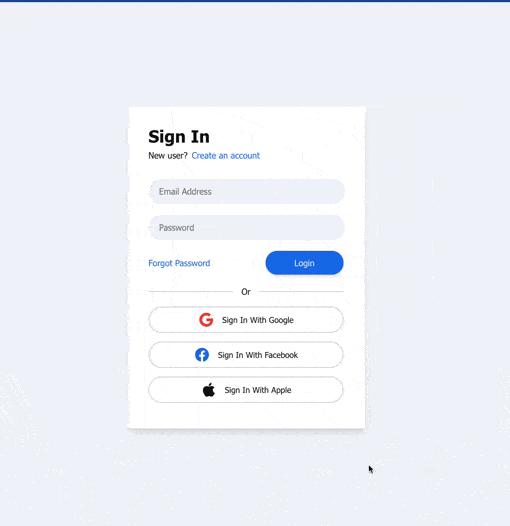 Sign In
New user? Create an account
Email Address
Password
Forgot Password
Login
Or
Sign In With Google
Sign In With Facebook
Sign In With Apple